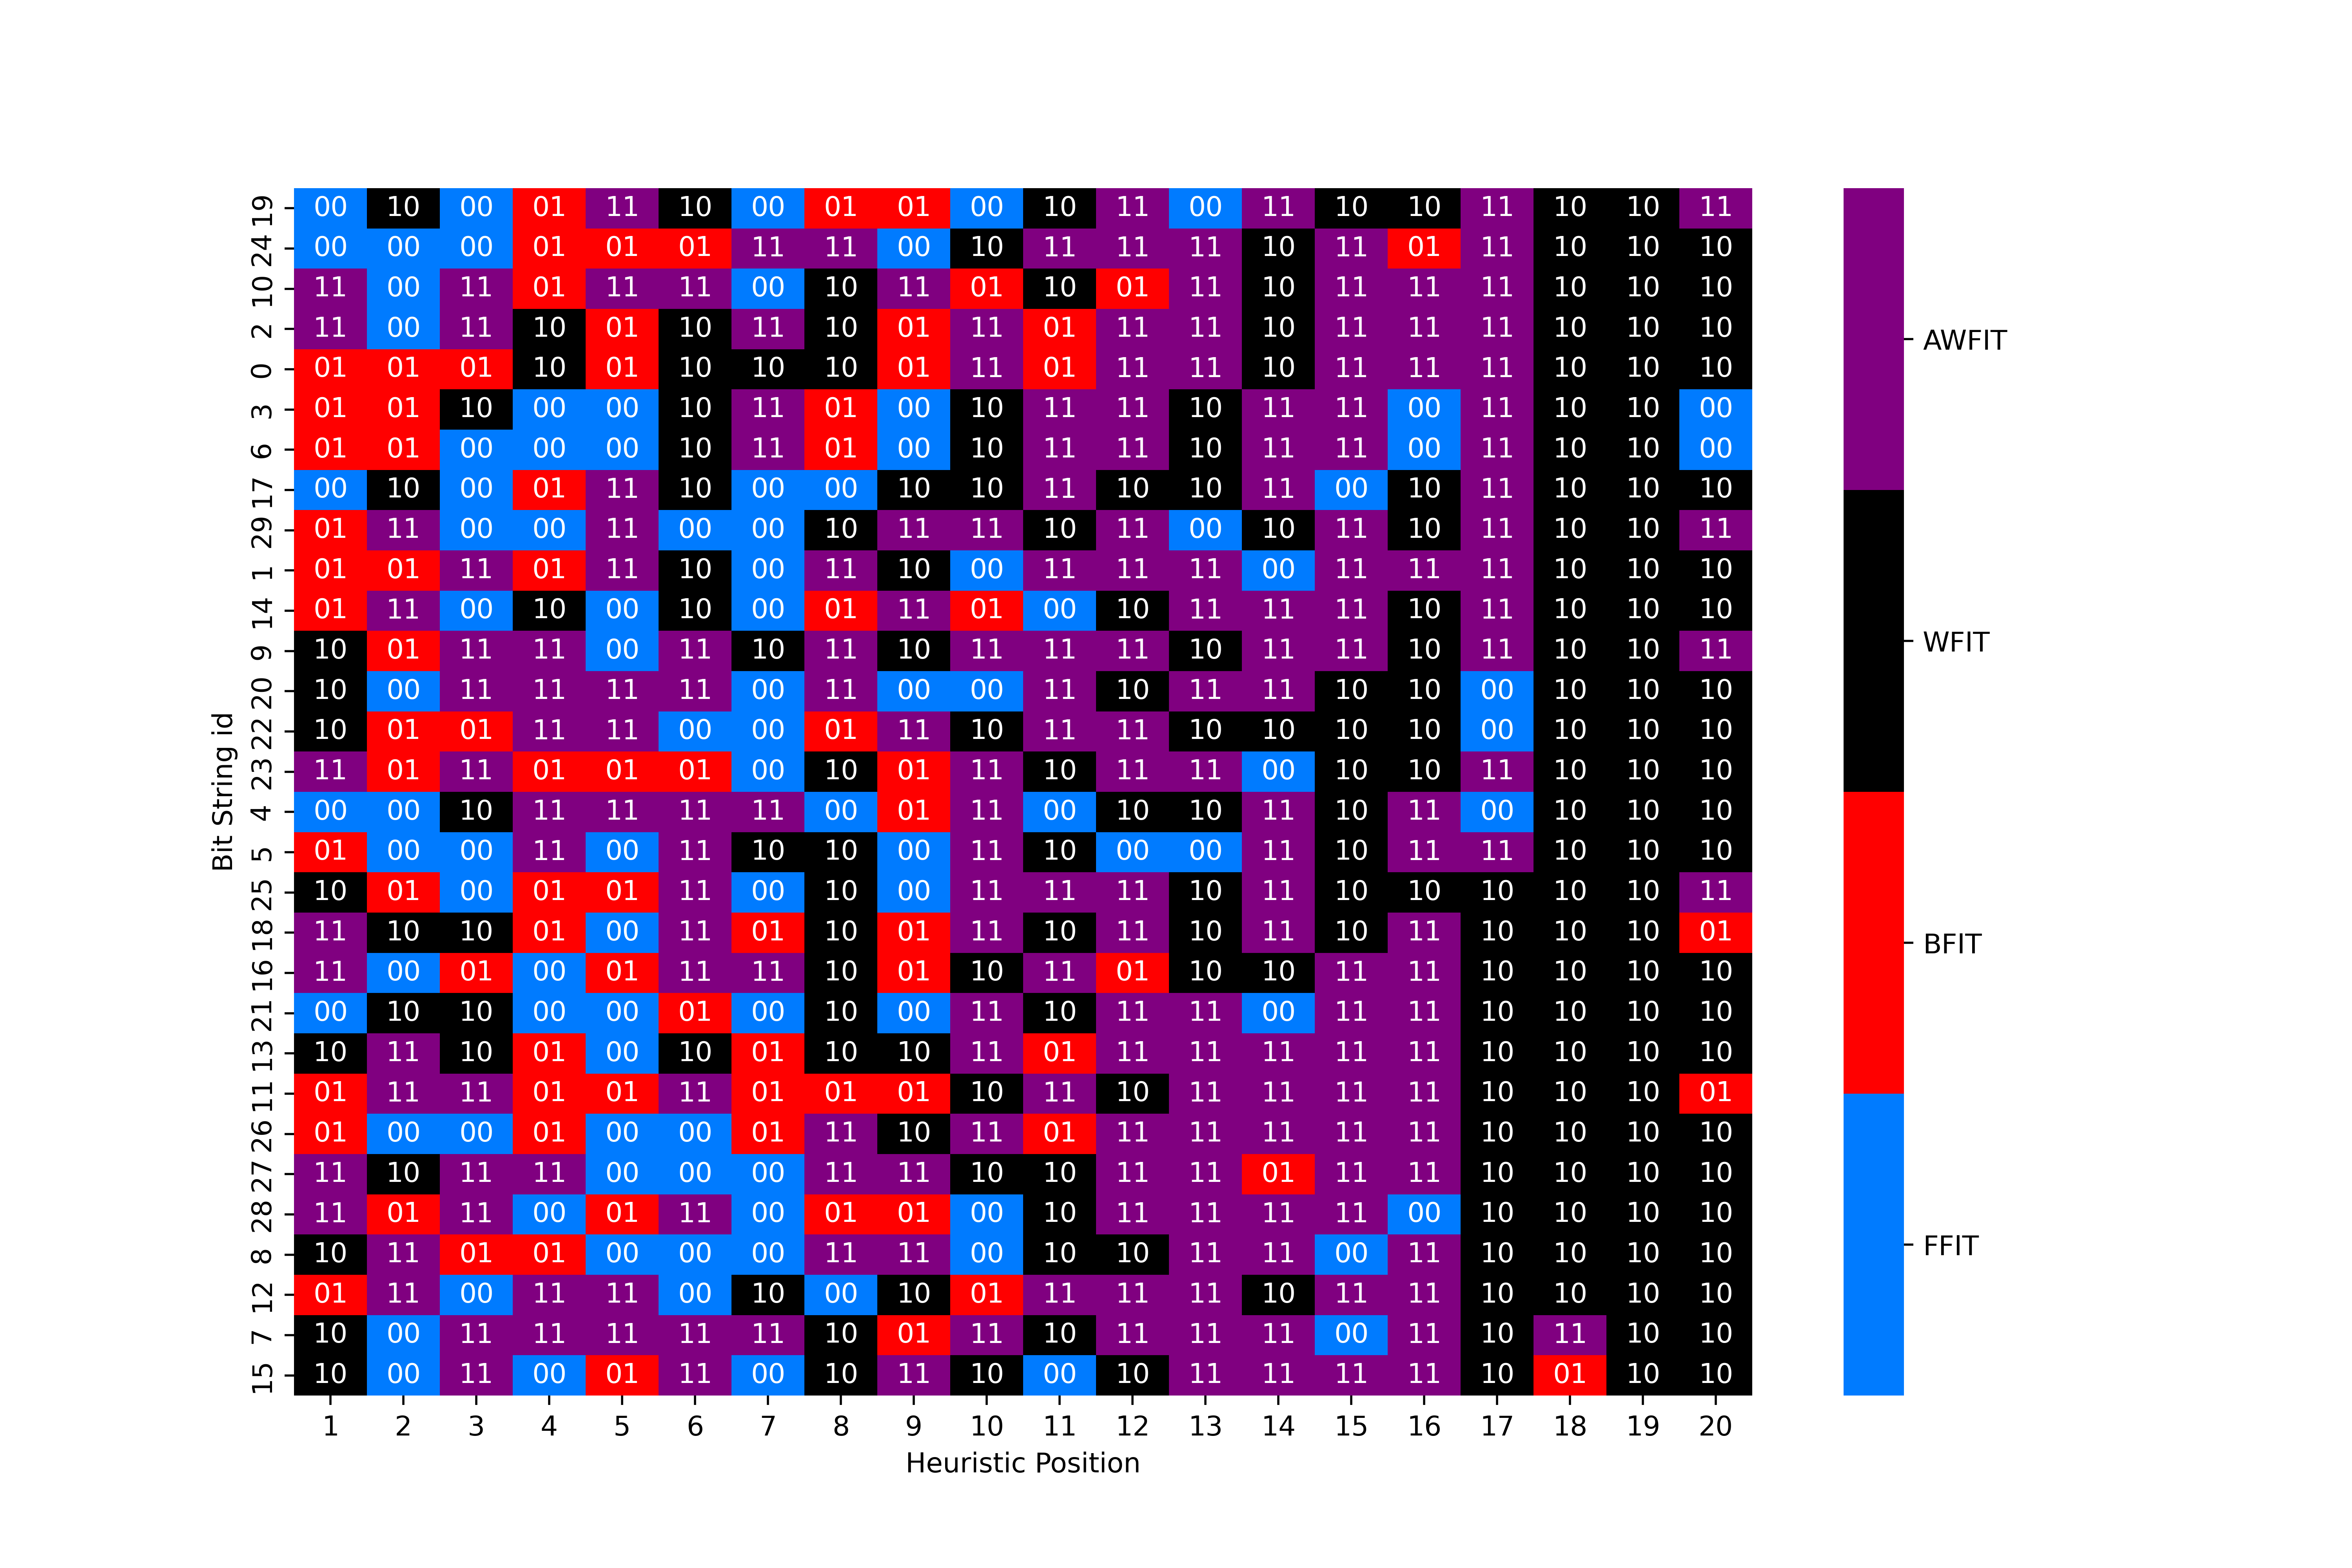 19 00 10 00 01 11 10 00 01 01 00 10 11 00 11 10 10 11 10 10 11
24 00 00 00 01 01 01 11 11 00 10 11 11 11 10 11 01 11 10 10 10
10 11 00 11 01 11 11 00 10 11 01 10 01 11 10 11 11 11 10 10 10
2 11 00 11 10 01 10 11 10 01 11 01 11 11 10 11 11 11 10 10 10
0 01 01 01 10 01 10 10 10 01 11 01 11 11 10 11 11 11 10 10 10
3 01 01 10 00 00 10 11 01 00 10 11 11 10 11 11 00 11 10 10 00
6 01 01 00 00 00 10 11 01 00 10 11 11 10 11 11 00 11 10 10 00
17 00 10 00 01 11 10 00 00 10 10 11 10 10 11 00 10 11 10 10 10
29 01 11 00 00 11 00 00 10 11 11 10 11 00 10 11 10 11 10 10 11
1 01 01 11 01 11 10 00 11 10 00 11 11 11 00 11 11 11 10 10 10
14 01 11 00 10 00 10 00 01 11 01 00 10 11 11 11 10 11 10 10 10
9 10 01 11 11 00 11 10 11 10 11 11 11 10 11 11 10 11 10 10 11
20 10 00 11 11 11 11 00 11 00 00 11 10 11 11 10 10 00 10 10 10
22 10 01 01 11 11 00 00 01 11 10 11 11 10 10 10 10 00 10 10 10
23 11 01 11 01 01 01 00 10 01 11 10 11 11 00 10 10 11 10 10 10
4 00 00 10 11 11 11 11 00 01 11 00 10 10 11 10 11 00 10 10 10
5 01 00 00 11 00 11 10 10 00 11 10 00 00 11 10 11 11 10 10 10
25 10 01 00 01 01 11 00 10 00 11 11 11 10 11 10 10 10 10 10 11
18 11 10 10 01 00 11 01 10 01 11 10 11 10 11 10 11 10 10 10 01
16 11 00 01 00 01 11 11 10 01 10 11 01 10 10 11 11 10 10 10 10
21 00 10 10 00 00 01 00 10 00 11 10 11 11 00 11 11 10 10 10 10
13 10 11 10 01 00 10 01 10 10 11 01 11 11 11 11 11 10 10 10 10
11 01 11 11 01 01 11 01 01 01 10 11 10 11 11 11 11 10 10 10 01
26 01 00 00 01 00 00 01 11 10 11 01 11 11 11 11 11 10 10 10 10
27 11 10 11 11 00 00 00 11 11 10 10 11 11 01 11 11 10 10 10 10
28 11 01 11 00 01 11 00 01 01 00 10 11 11 11 11 00 10 10 10 10
8 10 11 01 01 00 00 00 11 11 00 10 10 11 11 00 11 10 10 10 10
12 01 11 00 11 11 00 10 00 10 01 11 11 11 10 11 11 10 10 10 10
7 10 00 11 11 11 11 11 10 01 11 10 11 11 11 00 11 10 11 10 10
15 10 00 11 00 01 11 00 10 11 10 00 10 11 11 11 11 10 01 10 10
1 2 3 4 5 6 7 8 9 10 11 12 13 14 15 16 17 18 19 20
Heuristic Position
Bit String id
AWFIT
WFIT
BFIT
FFIT